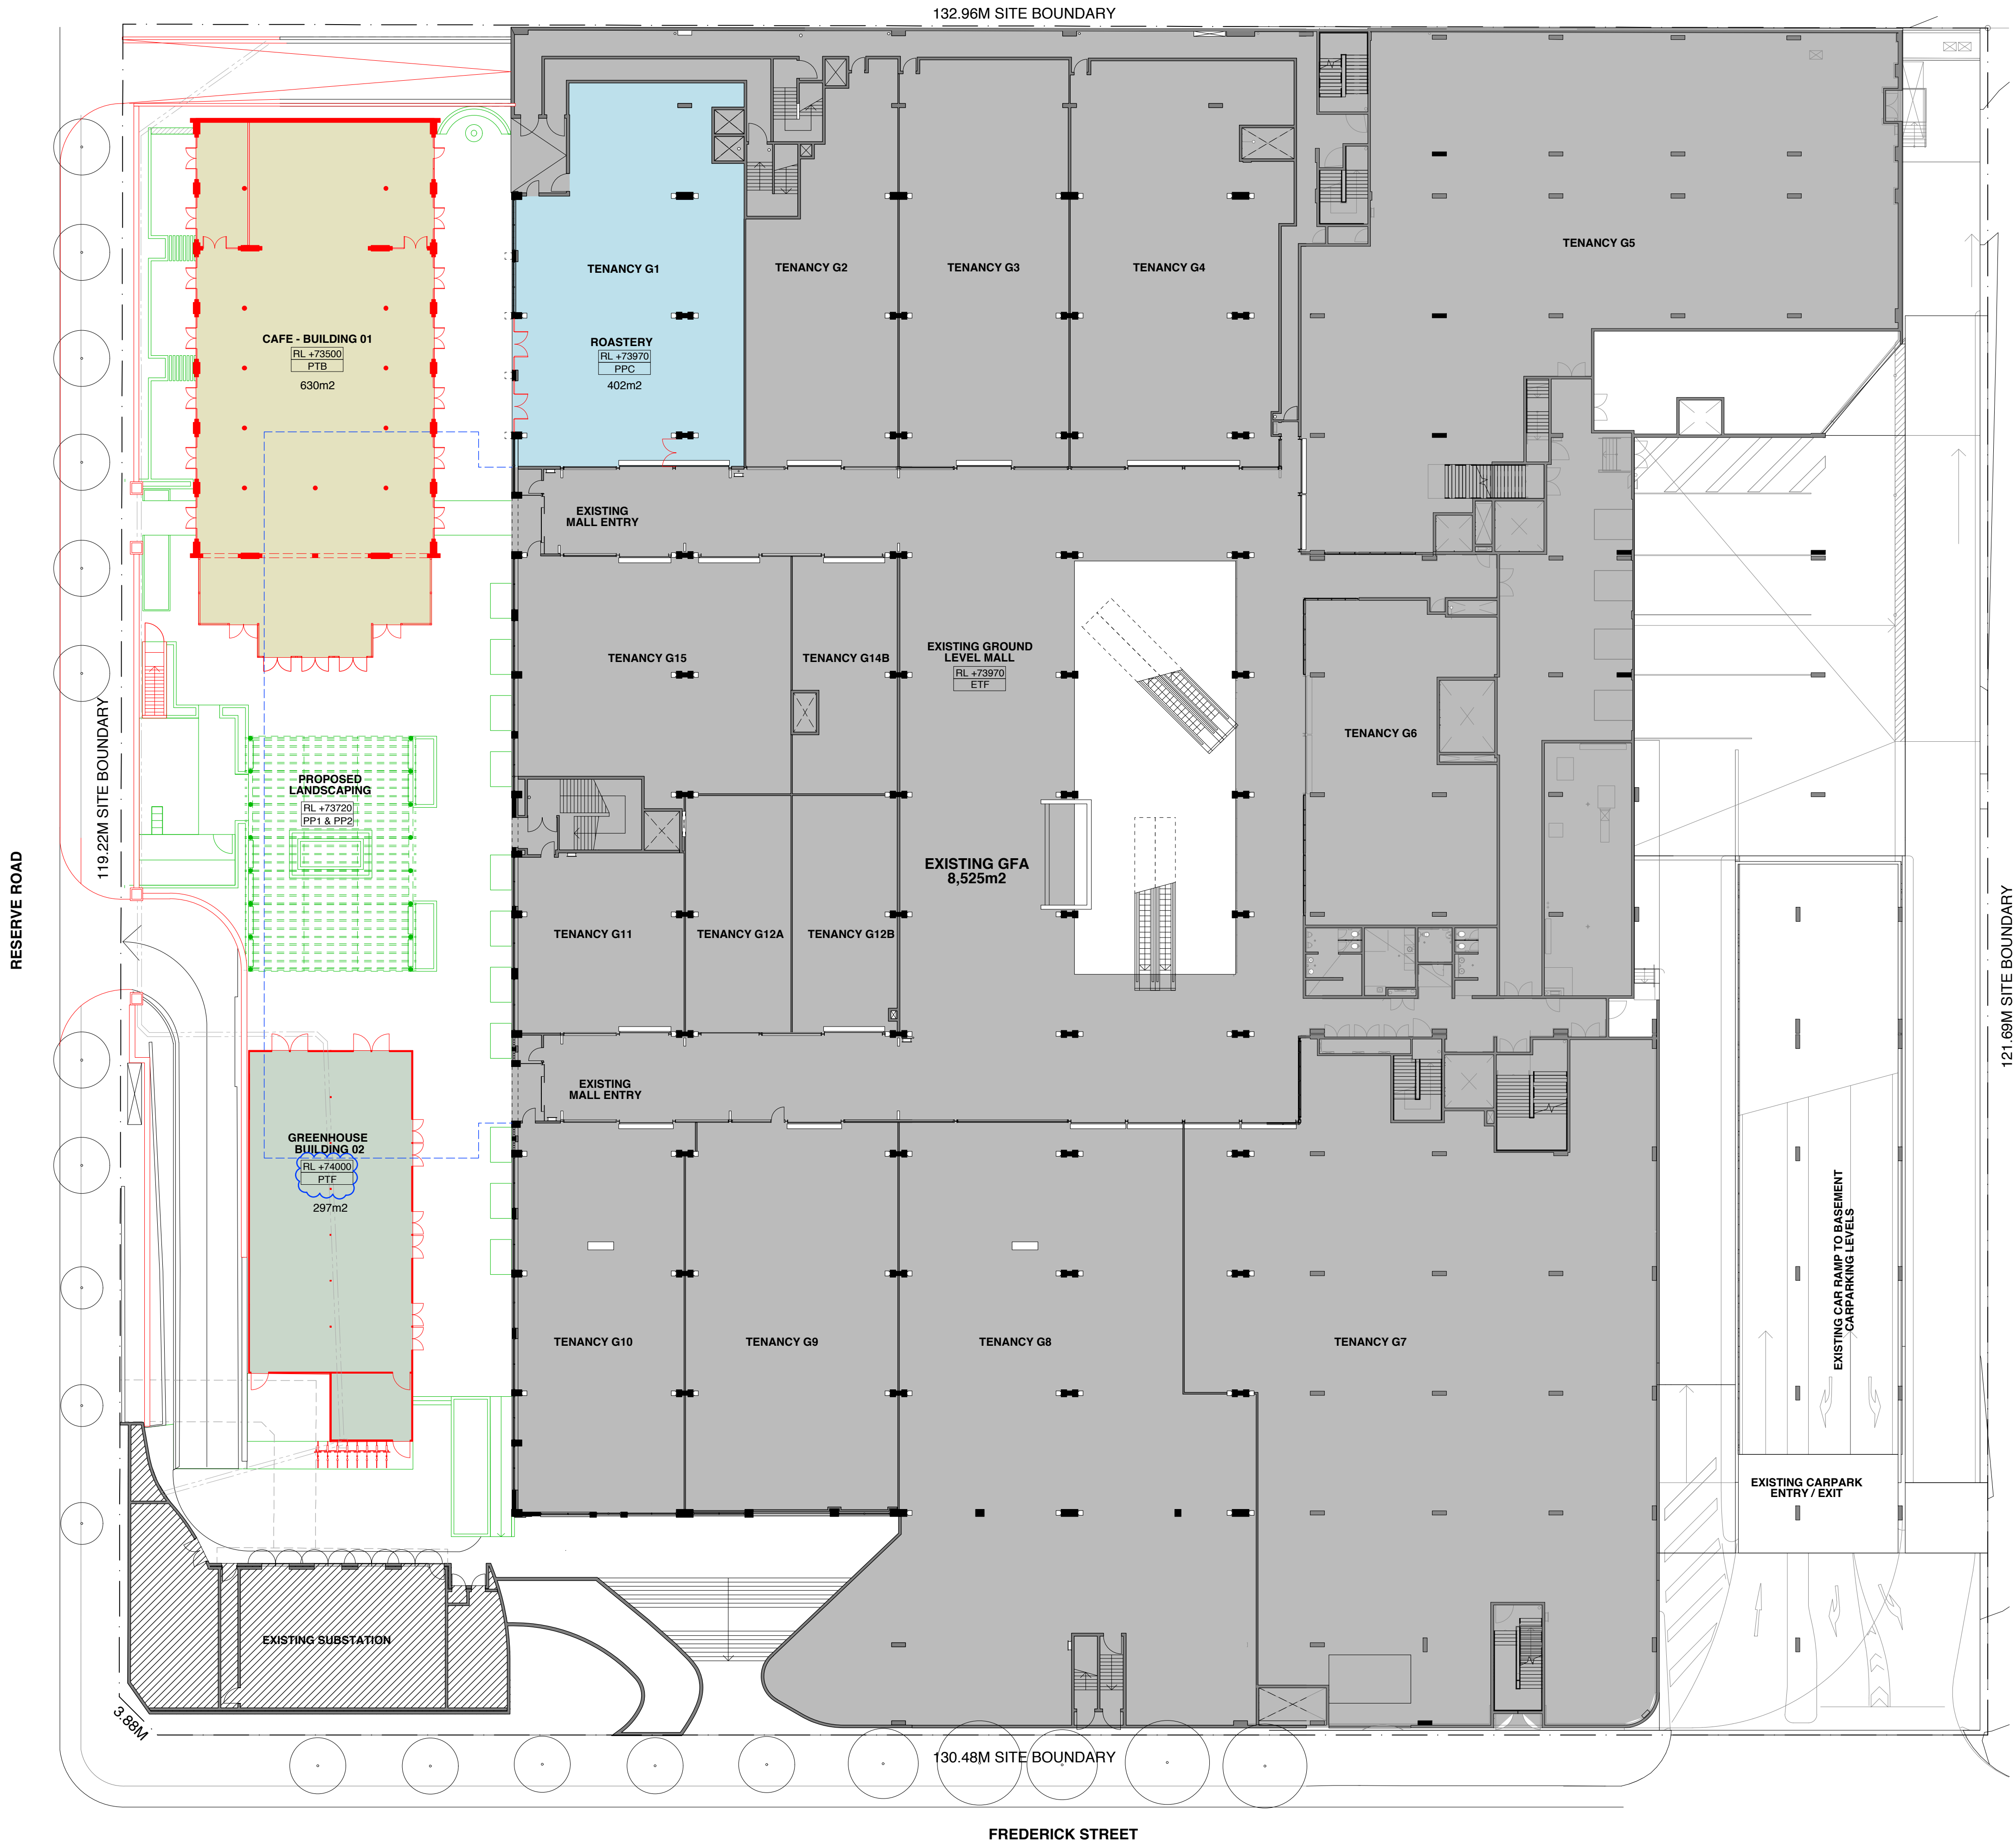 132.96M SITE BOUNDARY
TENANCY G5
TENANCY G1
TENANCY G2
TENANCY G3
TENANCY G4
CAFE - BUILDING 01
RL +73500
PTB
630m2
ROASTERY
RL +73970
PPC
402m2
EXISTING
MALL ENTRY
TENANCY G15
TENANCY G14B
EXISTING GROUND
LEVEL MALL
RL +73970
ETF
TENANCY G6
119.22M SITE BOUNDARY
PROPOSED
LANDSCAPING
RL +73720
PP1 & PP2
RESERVE ROAD
EXISTING GFA
8,525m2
TENANCY G11
TENANCY G12A
TENANCY G12B
121.69M SITE BOUNDARY
EXISTING
MALL ENTRY
GREENHOUSE
BUILDING 02
RL +74000
PTF
297m2
EXISTING CAR RAMP TO BASEMENT
CARPARKING LEVELS
TENANCY G10
TENANCY G9
TENANCY G8
TENANCY G7
EXISTING CARPARK
ENTRY / EXIT
EXISTING SUBSTATION
3.88M
130.48M SITE BOUNDARY
FREDERICK STREET